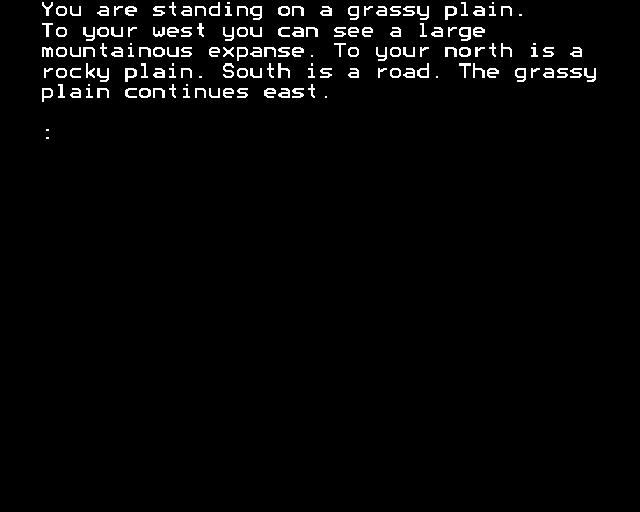 You are standing on a grassy plain.
To your west you can see a large
mountainous expanse. To your north is a
rocky plain. South is a road. The grassy
plain continues east.
: